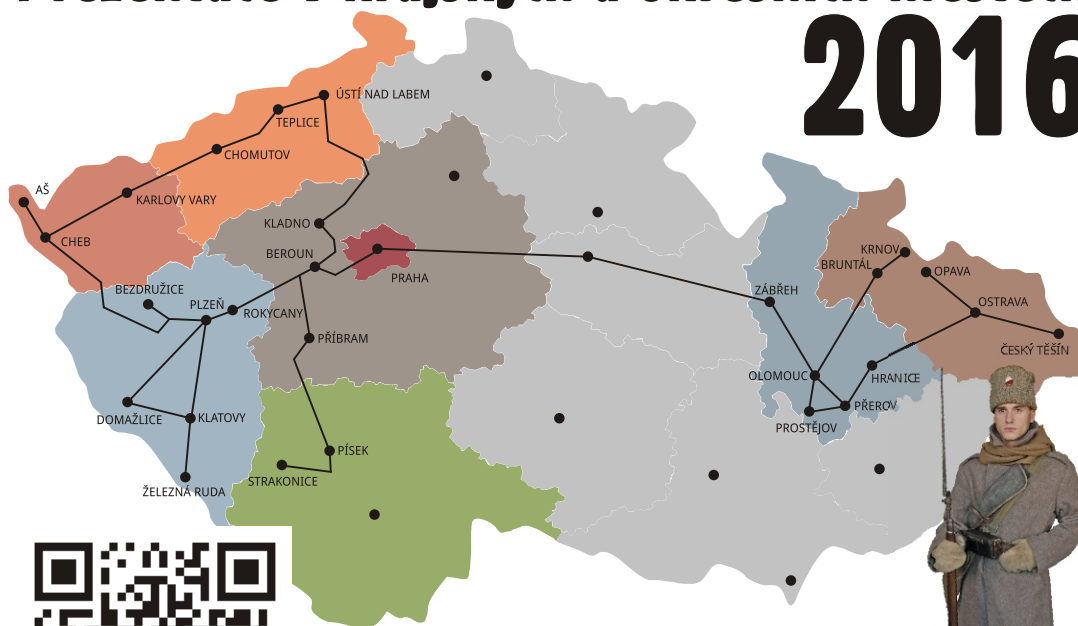 2016
ÚSTÍ NAD LABEM
TEPLICE
CHOMUTOV
AŠ
KARLOVY VARY
CHEB
KLADNO
BEROUN
PRAHA
BEZDRUŽICE
PLZEŇ
ROKYCANY
PŘÍBRAM
DOMAŽLICE
KLATOVY
ŽELEZNÁ RUDA
PÍSEK
STRAKONICE
KRNOV
BRUNTÁL
OPAVA
ZÁBŘEH
OSTRAVA
ČESKÝ TĚŠÍN
OLOMOUC
HRANICE
PŘEROV
PROSTĚJOV